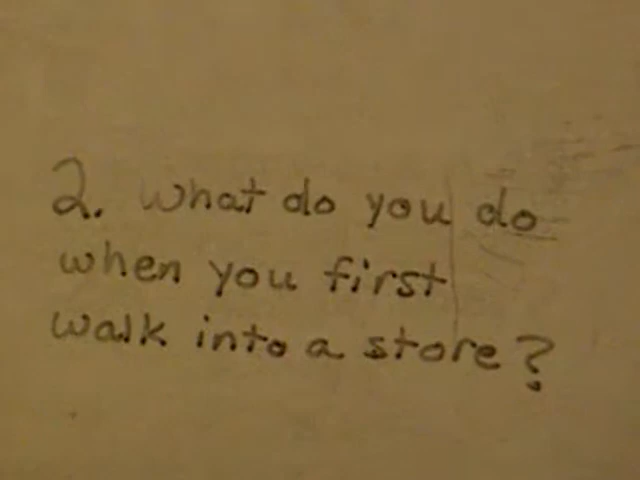 2. What do you do
when you first
walk into a store?